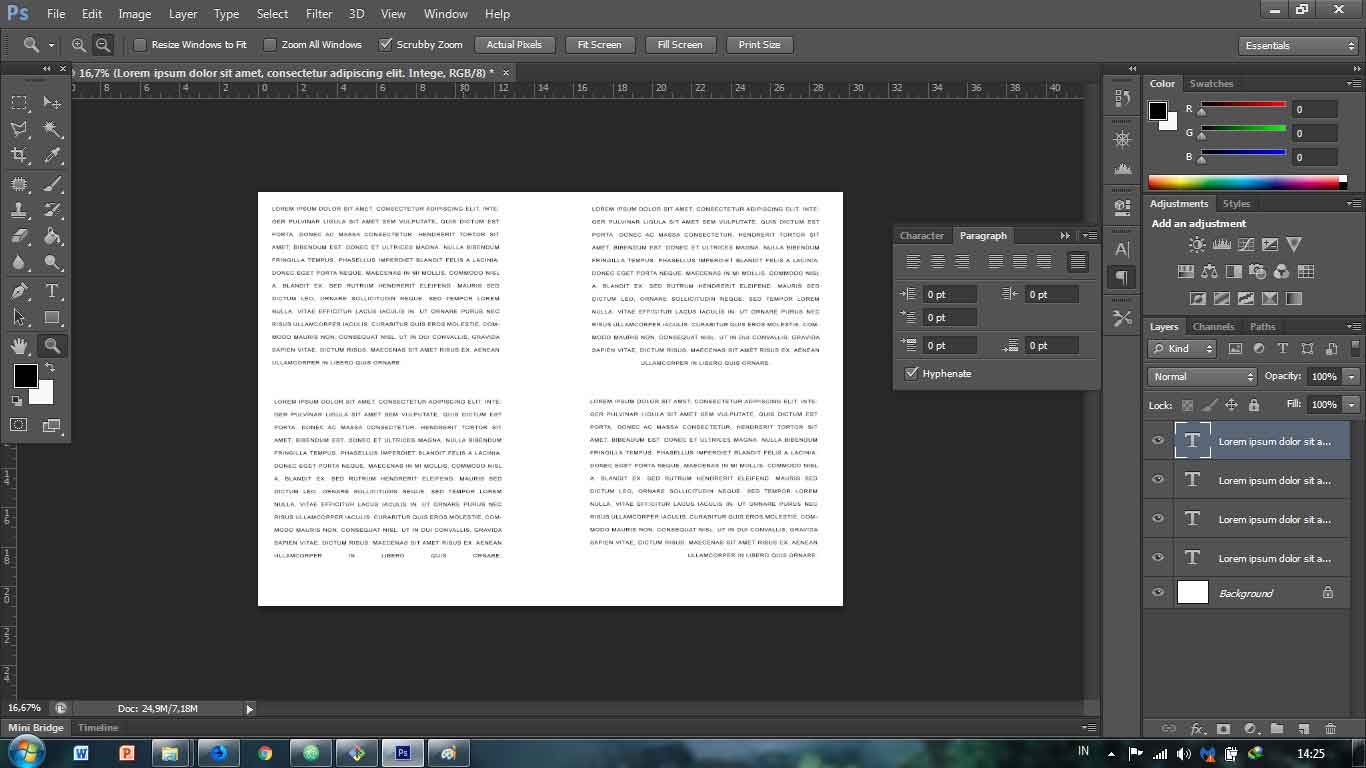 Ps File Edit Image Layer Type Select Filter 3D View Window Help
Resize Windows to Fit Zoom All Windows Scrubby Zoom Actual Pixels Fit Screen Fill Screen Print Size Essentials
@ 16,7% (Lorem ipsum dolor sit amet, consectetur adipiscing elit. Intege, RGB/8) * ×
8 6 4 2 0 2 4 6 8 10 12 14 16 18 20 22 24 26 28 30 32 34 36 38 40
LOREM IPSUM DOLOR SIT AMET, CONSECTETUR ADIPISCING ELIT. INTE-
GER PULVINAR LIGULA SIT AMET SEM VULPUTATE, QUIS DICTUM EST
PORTA. DONEC AC MASSA CONSECTETUR, HENDRERIT TORTOR SIT
AMET, BIBENDUM EST. DONEC ET ULTRICES MAGNA. NULLA BIBENDUM
FRINGILLA TEMPUS. PHASELLUS IMPERDIET BLANDIT FELIS A LACINIA.
DONEC EGET PORTA NEQUE. MAECENAS IN MI MOLLIS, COMMODO NISL
A, BLANDIT EX. SED RUTRUM HENDRERIT ELEIFEND. MAURIS SED
DICTUM LEO, ORNARE SOLLICITUDIN NEQUE. SED TEMPOR LOREM
NULLA, VITAE EFFICITUR LACUS IACULIS IN. UT ORNARE PURUS NEC
RISUS ULLAMCORPER IACULIS. CURABITUR QUIS EROS MOLESTIE, COM-
MODO MAURIS NON, CONSEQUAT NISL. UT IN DUI CONVALLIS, GRAVIDA
SAPIEN VITAE, DICTUM RISUS. MAECENAS SIT AMET RISUS EX. AENEAN
ULLAMCORPER IN LIBERO QUIS ORNARE.
LOREM IPSUM DOLOR SIT AMET, CONSECTETUR ADIPISCING ELIT. INTE-
GER PULVINAR LIGULA SIT AMET SEM VULPUTATE, QUIS DICTUM EST
PORTA. DONEC AC MASSA CONSECTETUR, HENDRERIT TORTOR SIT
AMET, BIBENDUM EST. DONEC ET ULTRICES MAGNA. NULLA BIBENDUM
FRINGILLA TEMPUS. PHASELLUS IMPERDIET BLANDIT FELIS A LACINIA.
DONEC EGET PORTA NEQUE. MAECENAS IN MI MOLLIS, COMMODO NISL
A, BLANDIT EX. SED RUTRUM HENDRERIT ELEIFEND. MAURIS SED
DICTUM LEO, ORNARE SOLLICITUDIN NEQUE. SED TEMPOR LOREM
NULLA, VITAE EFFICITUR LACUS IACULIS IN. UT ORNARE PURUS NEC
RISUS ULLAMCORPER IACULIS. CURABITUR QUIS EROS MOLESTIE, COM-
MODO MAURIS NON, CONSEQUAT NISL. UT IN DUI CONVALLIS, GRAVIDA
SAPIEN VITAE, DICTUM RISUS. MAECENAS SIT AMET RISUS EX. AENEAN
ULLAMCORPER IN LIBERO QUIS ORNARE.
LOREM IPSUM DOLOR SIT AMET, CONSECTETUR ADIPISCING ELIT. INTE-
GER PULVINAR LIGULA SIT AMET SEM VULPUTATE, QUIS DICTUM EST
PORTA. DONEC AC MASSA CONSECTETUR, HENDRERIT TORTOR SIT
AMET, BIBENDUM EST. DONEC ET ULTRICES MAGNA. NULLA BIBENDUM
FRINGILLA TEMPUS. PHASELLUS IMPERDIET BLANDIT FELIS A LACINIA.
DONEC EGET PORTA NEQUE. MAECENAS IN MI MOLLIS, COMMODO NISL
A, BLANDIT EX. SED RUTRUM HENDRERIT ELEIFEND. MAURIS SED
DICTUM LEO, ORNARE SOLLICITUDIN NEQUE. SED TEMPOR LOREM
NULLA, VITAE EFFICITUR LACUS IACULIS IN. UT ORNARE PURUS NEC
RISUS ULLAMCORPER IACULIS. CURABITUR QUIS EROS MOLESTIE, COM-
MODO MAURIS NON, CONSEQUAT NISL. UT IN DUI CONVALLIS, GRAVIDA
SAPIEN VITAE, DICTUM RISUS. MAECENAS SIT AMET RISUS EX. AENEAN
ULLAMCORPER IN LIBERO QUIS ORNARE.
LOREM IPSUM DOLOR SIT AMET, CONSECTETUR ADIPISCING ELIT. INTE-
GER PULVINAR LIGULA SIT AMET SEM VULPUTATE, QUIS DICTUM EST
PORTA. DONEC AC MASSA CONSECTETUR, HENDRERIT TORTOR SIT
AMET, BIBENDUM EST. DONEC ET ULTRICES MAGNA. NULLA BIBENDUM
FRINGILLA TEMPUS. PHASELLUS IMPERDIET BLANDIT FELIS A LACINIA.
DONEC EGET PORTA NEQUE. MAECENAS IN MI MOLLIS, COMMODO NISL
A, BLANDIT EX. SED RUTRUM HENDRERIT ELEIFEND. MAURIS SED
DICTUM LEO, ORNARE SOLLICITUDIN NEQUE. SED TEMPOR LOREM
NULLA, VITAE EFFICITUR LACUS IACULIS IN. UT ORNARE PURUS NEC
RISUS ULLAMCORPER IACULIS. CURABITUR QUIS EROS MOLESTIE, COM-
MODO MAURIS NON, CONSEQUAT NISL. UT IN DUI CONVALLIS, GRAVIDA
SAPIEN VITAE, DICTUM RISUS. MAECENAS SIT AMET RISUS EX. AENEAN
ULLAMCORPER IN LIBERO QUIS ORNARE.
14
16
18
20
22
24
Character Paragraph
0 pt 0 pt
0 pt
0 pt 0 pt
Hyphenate
Color Swatches
R 0
G 0
B 0
Adjustments Styles
Add an adjustment
Layers Channels Paths
Kind
Normal Opacity: 100%
Lock: Fill: 100%
Lorem ipsum dolor sit a...
Lorem ipsum dolor sit a...
Lorem ipsum dolor sit a...
Lorem ipsum dolor sit a...
Background
16,67% Doc: 24,9M/7,18M
Mini Bridge Timeline
IN 14:25